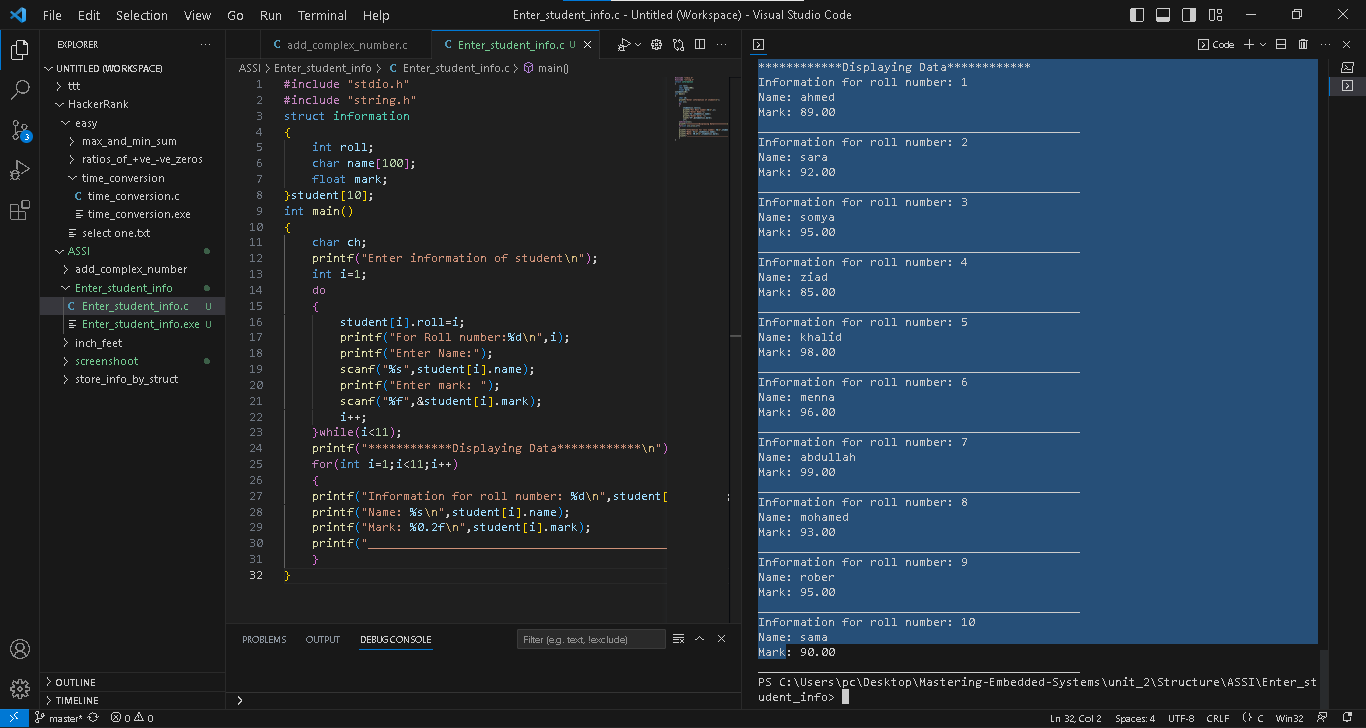 File Edit Selection View Go Run Terminal Help Enter_student_info.c - Untitled (Workspace) - Visual Studio Code
EXPLORER
UNTITLED (WORKSPACE)
ttt
HackerRank
easy
max_and_min_sum
ratios_of_+ve_-ve_zeros
time_conversion
C time_conversion.c
time_conversion.exe
select one.txt
ASSI
add_complex_number
Enter_student_info
C Enter_student_info.c U
Enter_student_info.exe U
inch_feet
screenshoot
store_info_by_struct
OUTLINE
TIMELINE
3
C add_complex_number.c
C Enter_student_info.c U
ASSI > Enter_student_info > C Enter_student_info.c > main()
1 #include "stdio.h"
2 #include "string.h"
3 struct information
4 {
5 int roll;
6 char name[100];
7 float mark;
8 }student[10];
9 int main()
10 {
11 char ch;
12 printf("Enter information of student\n");
13 int i=1;
14 do
15 {
16 student[i].roll=i;
17 printf("For Roll number:%d\n",i);
18 printf("Enter Name:");
19 scanf("%s",student[i].name);
20 printf("Enter mark: ");
21 scanf("%f",&student[i].mark);
22 i++;
23 }while(i<11);
24 printf("************Displaying Data************\n")
25 for(int i=1;i<11;i++)
26 {
27 printf("Information for roll number: %d\n",student[ ;
28 printf("Name: %s\n",student[i].name);
29 printf("Mark: %0.2f\n",student[i].mark);
30 printf("___________________________________________
31 }
32 }
PROBLEMS OUTPUT DEBUG CONSOLE Filter (e.g. text, !exclude)
>
Code
************Displaying Data************
Information for roll number: 1
Name: ahmed
Mark: 89.00
______________________________________________
Information for roll number: 2
Name: sara
Mark: 92.00
______________________________________________
Information for roll number: 3
Name: somya
Mark: 95.00
______________________________________________
Information for roll number: 4
Name: ziad
Mark: 85.00
______________________________________________
Information for roll number: 5
Name: khalid
Mark: 98.00
______________________________________________
Information for roll number: 6
Name: menna
Mark: 96.00
______________________________________________
Information for roll number: 7
Name: abdullah
Mark: 99.00
______________________________________________
Information for roll number: 8
Name: mohamed
Mark: 93.00
______________________________________________
Information for roll number: 9
Name: rober
Mark: 95.00
______________________________________________
Information for roll number: 10
Name: sama
Mark: 90.00
______________________________________________
PS C:\Users\pc\Desktop\Mastering-Embedded-Systems\unit_2\Structure\ASSI\Enter_st
udent_info>
master* 0 0 Ln 32, Col 2 Spaces: 4 UTF-8 CRLF {} C Win32